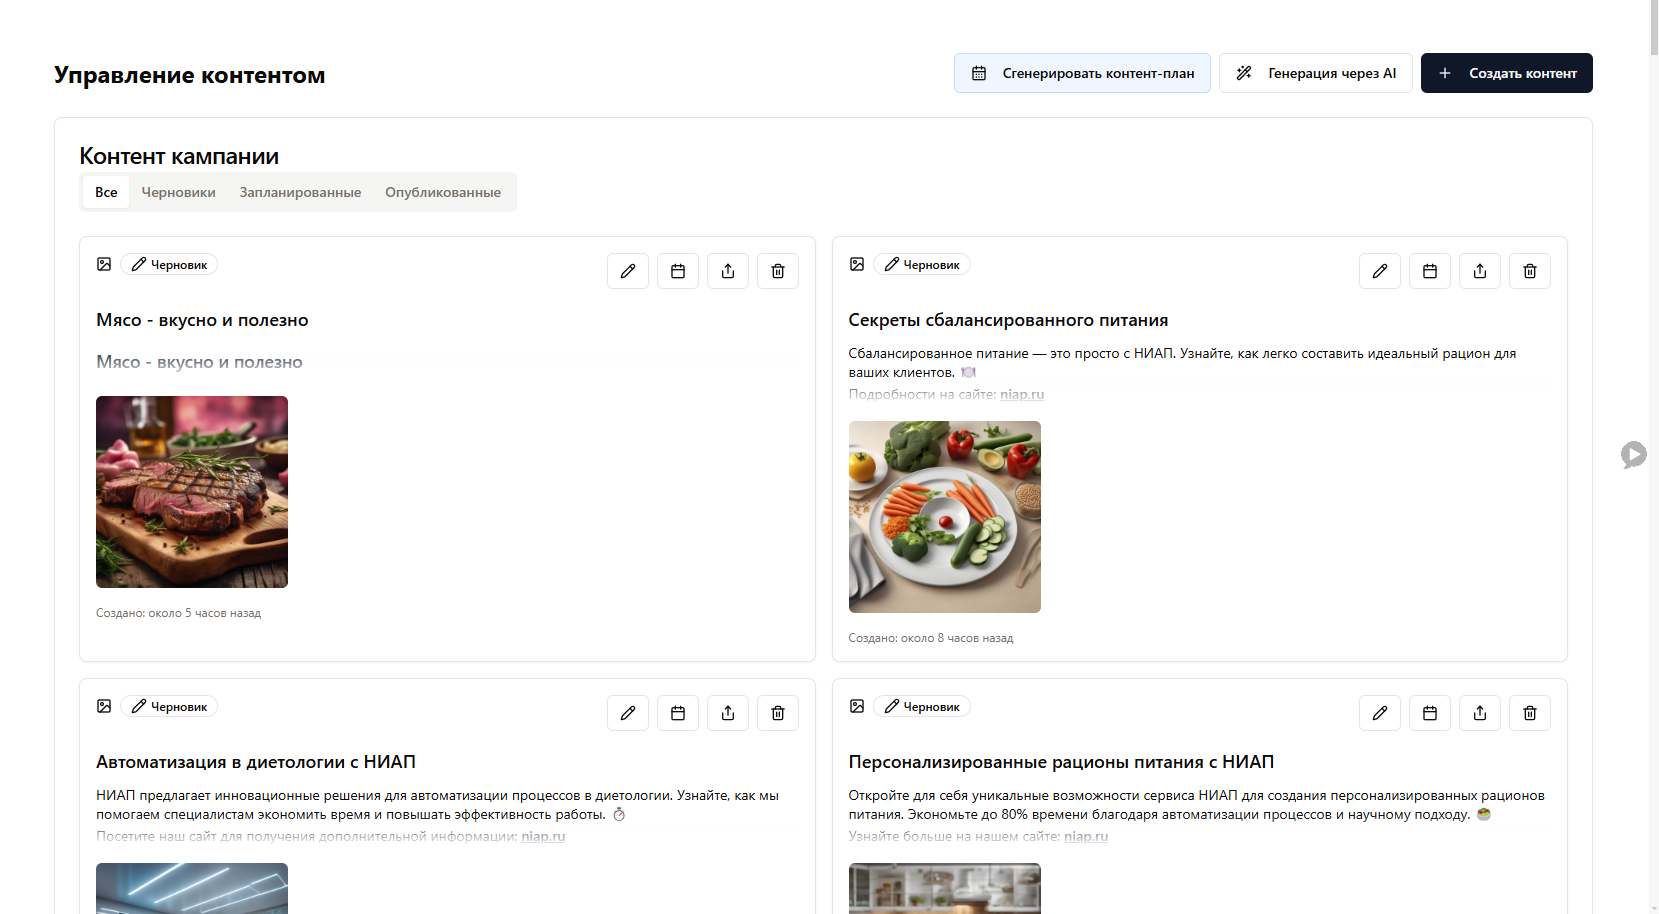 Управление контентом
Сгенерировать контент-план
Генерация через AI
Создать контент
Контент кампании
Все
Черновики
Запланированные
Опубликованные
Черновик
Мясо - вкусно и полезно
Мясо - вкусно и полезно
Создано: около 5 часов назад
Черновик
Секреты сбалансированного питания
Сбалансированное питание — это просто с НИАП. Узнайте, как легко составить идеальный рацион для
ваших клиентов. 🍽️
Подробности на сайте: niap.ru
Создано: около 8 часов назад
Черновик
Автоматизация в диетологии с НИАП
НИАП предлагает инновационные решения для автоматизации процессов в диетологии. Узнайте, как мы
помогаем специалистам экономить время и повышать эффективность работы. ⏱️
Посетите наш сайт для получения дополнительной информации: niap.ru
Черновик
Персонализированные рационы питания с НИАП
Откройте для себя уникальные возможности сервиса НИАП для создания персонализированных рационов
питания. Экономьте до 80% времени благодаря автоматизации процессов и научному подходу. 🥗
Узнайте больше на нашем сайте: niap.ru